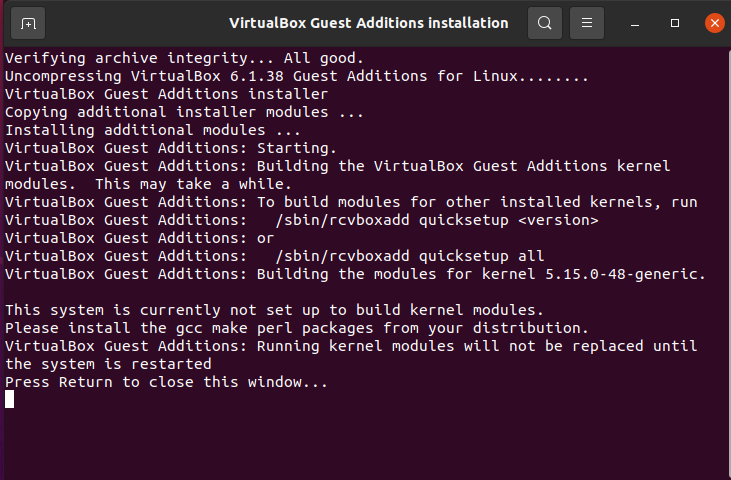 VirtualBox Guest Additions installation
Verifying archive integrity... All good.
Uncompressing VirtualBox 6.1.38 Guest Additions for Linux........
VirtualBox Guest Additions installer
Copying additional installer modules ...
Installing additional modules ...
VirtualBox Guest Additions: Starting.
VirtualBox Guest Additions: Building the VirtualBox Guest Additions kernel
modules.  This may take a while.
VirtualBox Guest Additions: To build modules for other installed kernels, run
VirtualBox Guest Additions:   /sbin/rcvboxadd quicksetup <version>
VirtualBox Guest Additions: or
VirtualBox Guest Additions:   /sbin/rcvboxadd quicksetup all
VirtualBox Guest Additions: Building the modules for kernel 5.15.0-48-generic.
This system is currently not set up to build kernel modules.
Please install the gcc make perl packages from your distribution.
VirtualBox Guest Additions: Running kernel modules will not be replaced until
the system is restarted
Press Return to close this window...